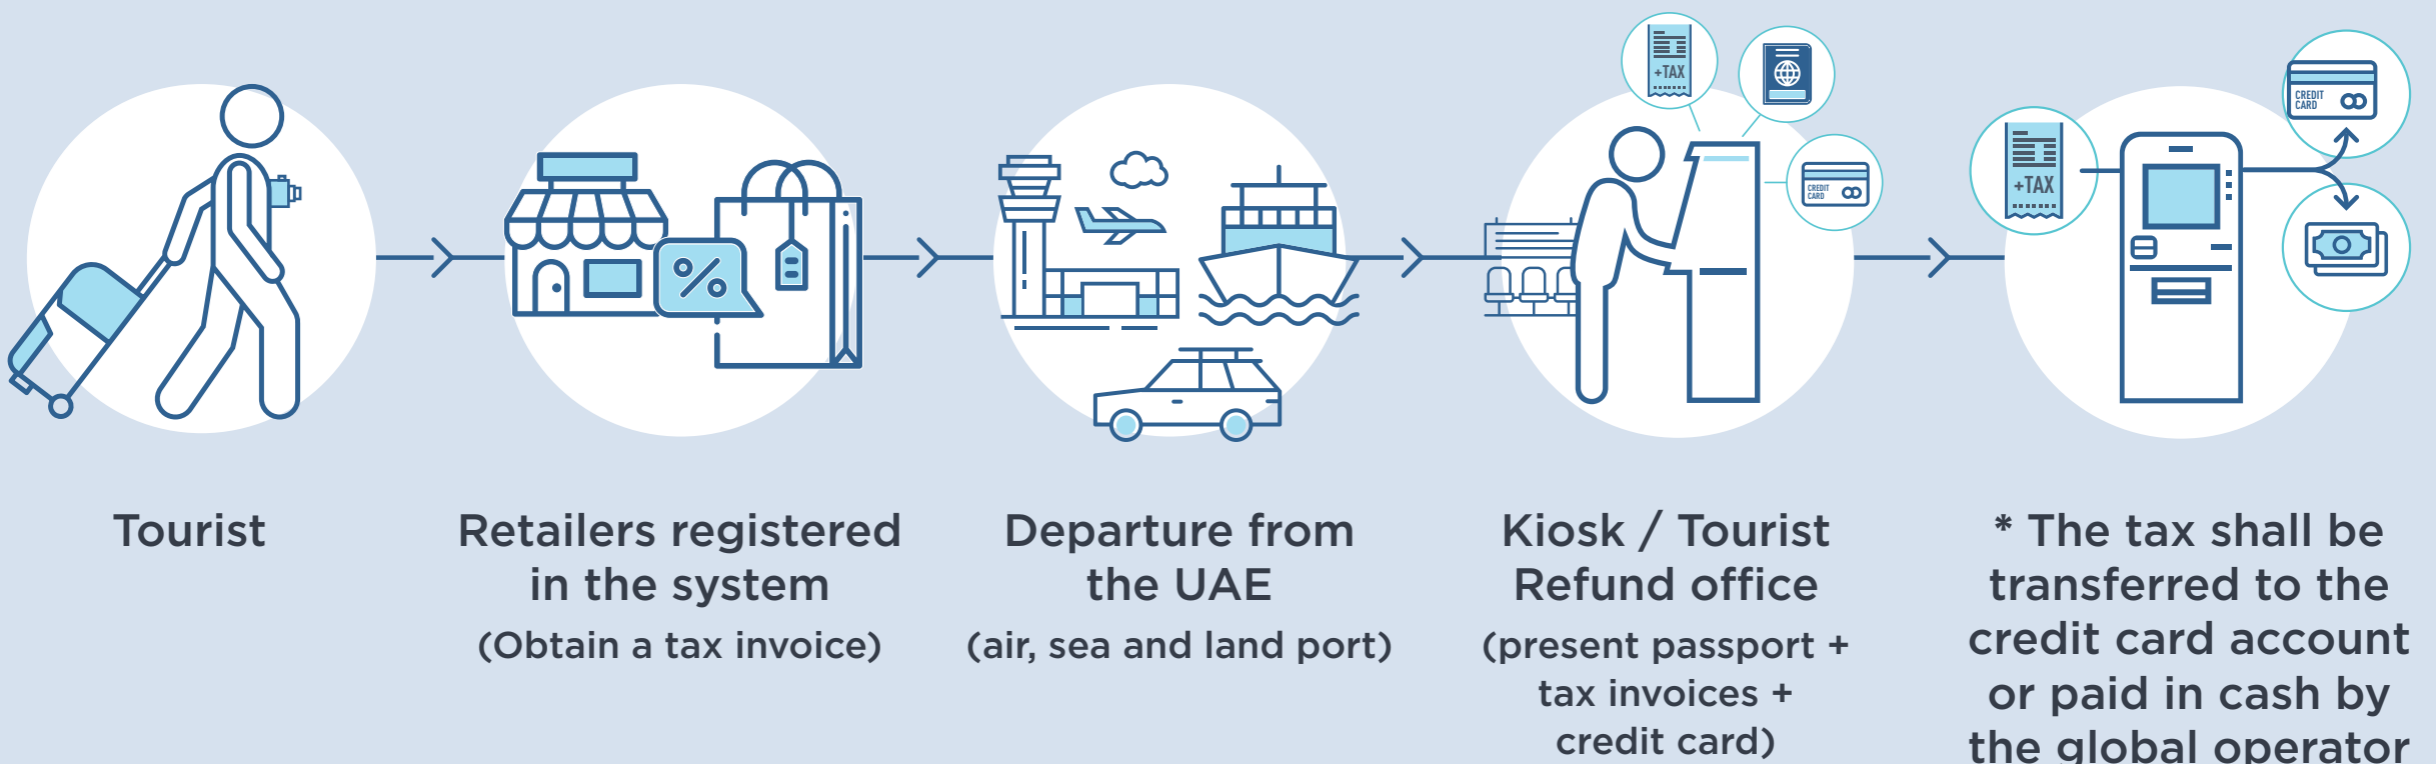 +TAX
CREDIT
CARD
+TAX
CREDIT
CARD
%
Tourist
Retailers registered
in the system
(Obtain a tax invoice)
Departure from
the UAE
(air, sea and land port)
Kiosk / Tourist
Refund office
(present passport +
tax invoices +
credit card)
* The tax shall be
transferred to the
credit card account
or paid in cash by
the global operator